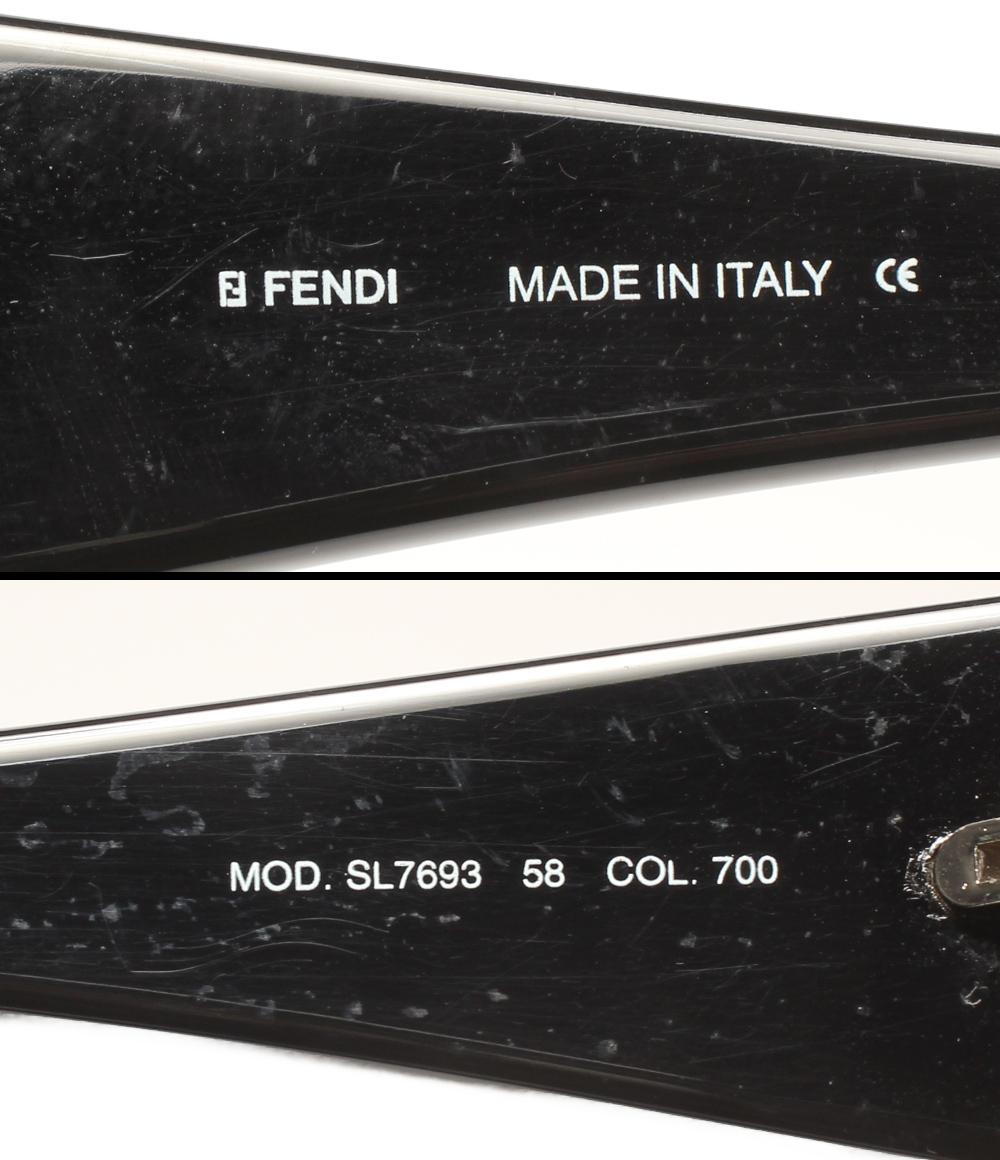 FENDI MADE IN ITALY CE
MOD. SL7693 58 COL. 700